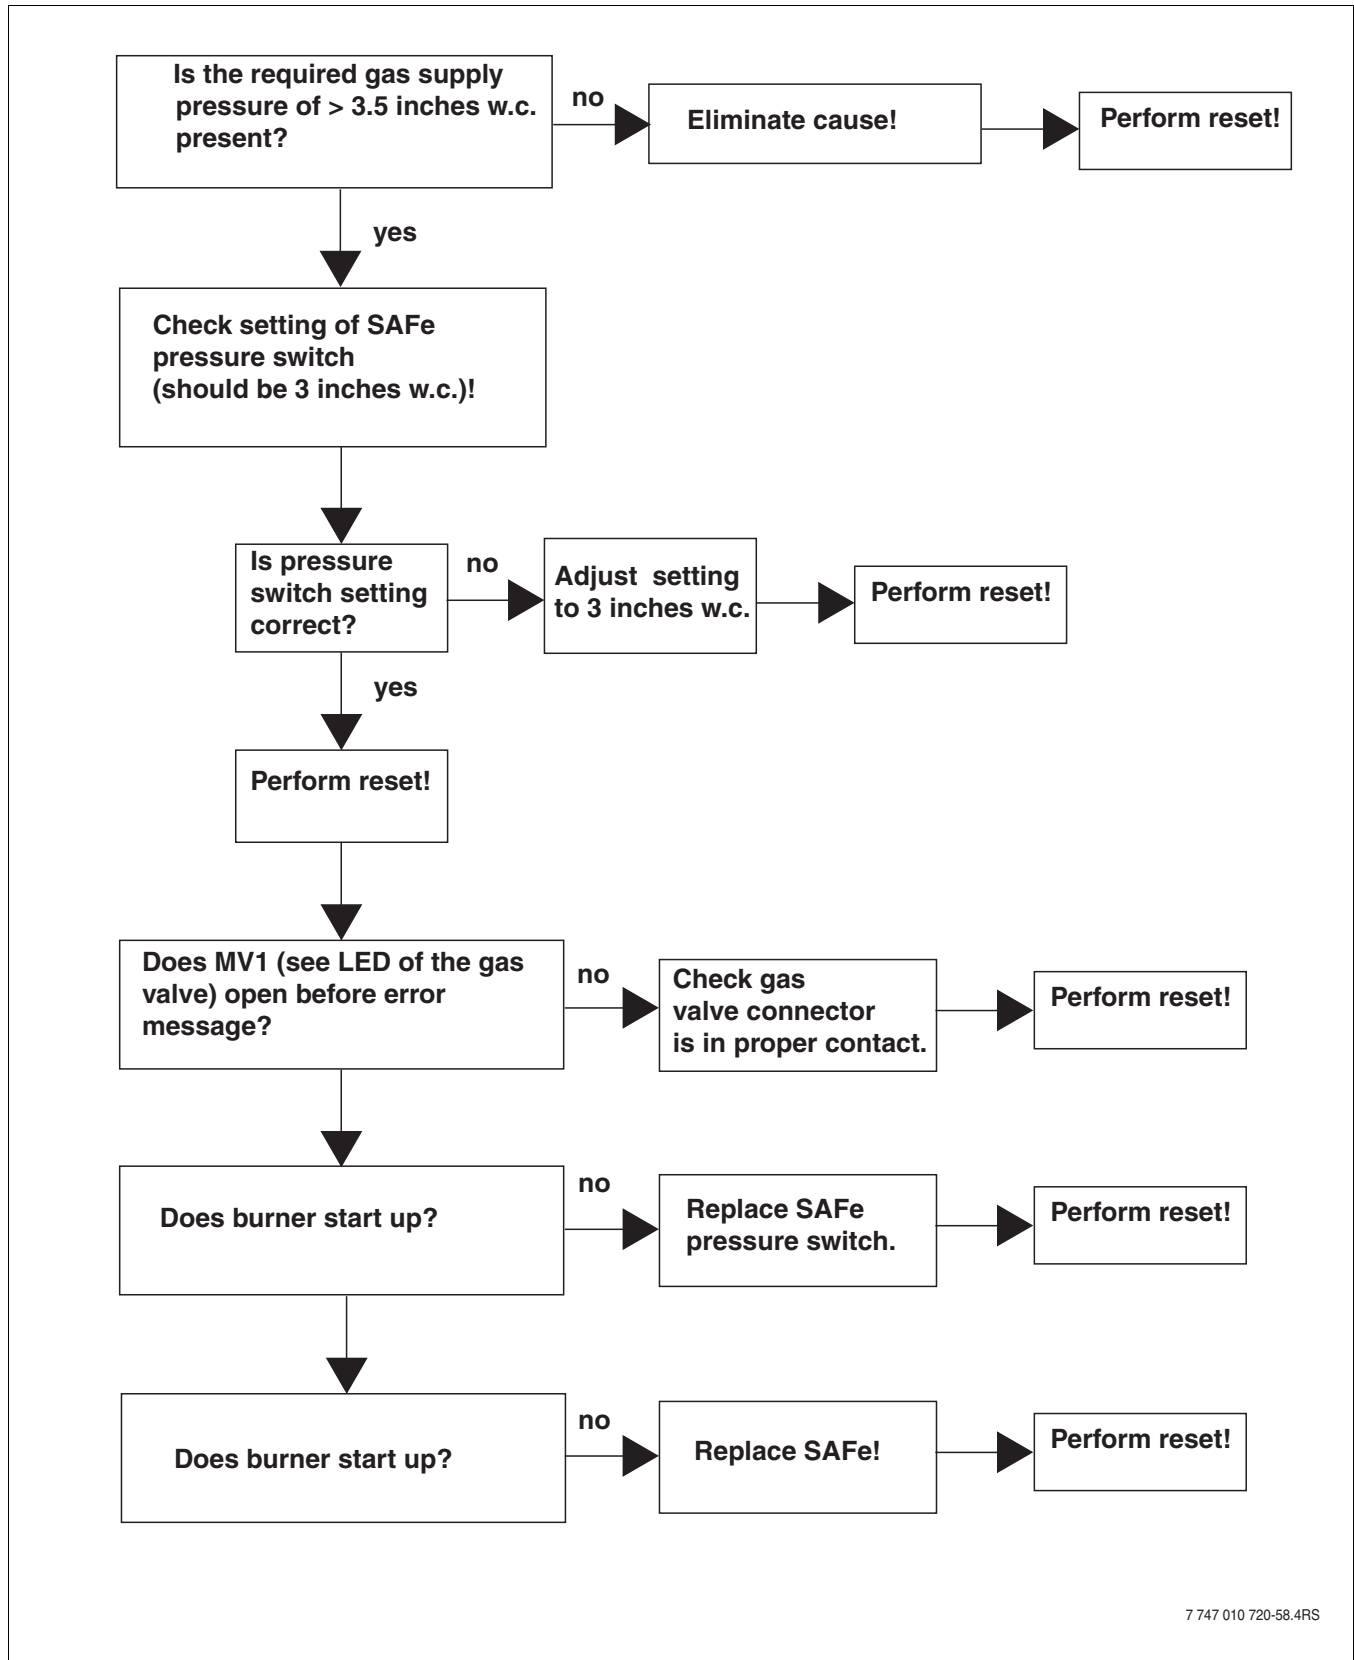 Is the required gas supply
pressure of > 3.5 inches w.c.
present?
no
Eliminate cause!
Perform reset!
yes
Check setting of SAFe
pressure switch
(should be 3 inches w.c.)!
Is pressure
switch setting
correct?
no
Adjust setting
to 3 inches w.c.
Perform reset!
yes
Perform reset!
Does MV1 (see LED of the gas
valve) open before error
message?
no
Check gas
valve connector
is in proper contact.
Perform reset!
Does burner start up?
no
Replace SAFe
pressure switch.
Perform reset!
Does burner start up?
no
Replace SAFe!
Perform reset!
7 747 010 720-58.4RS